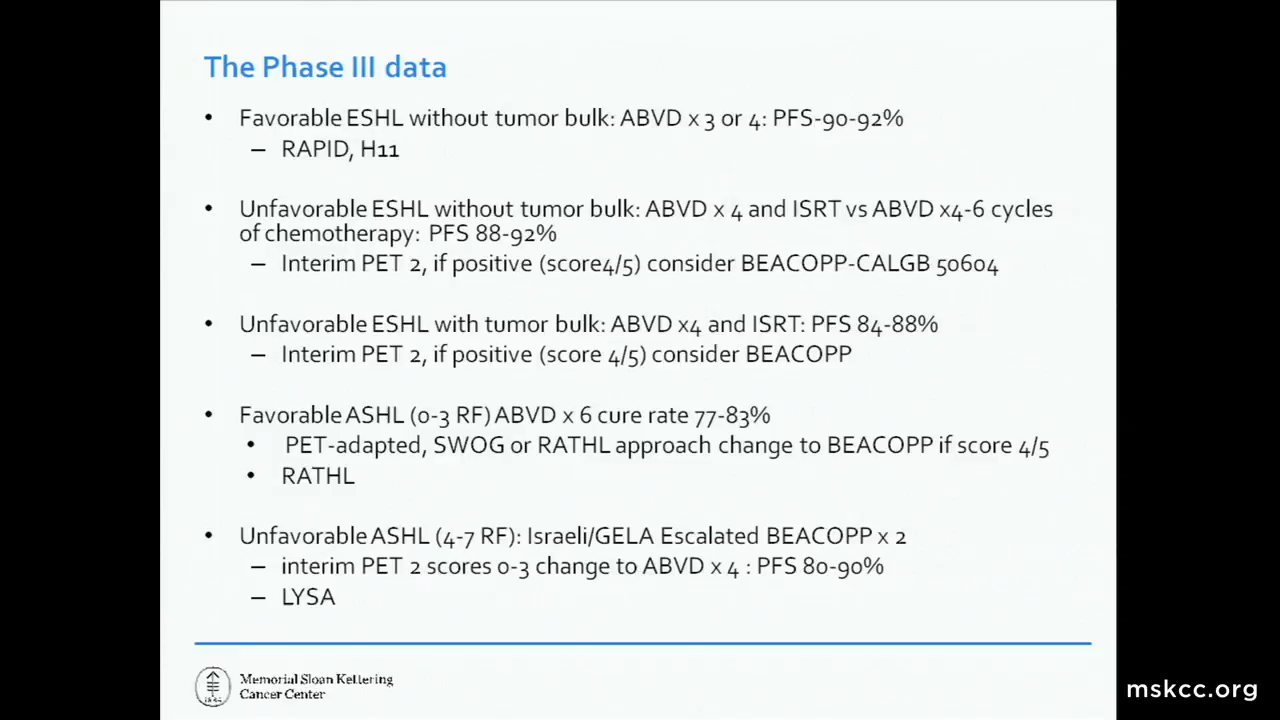 The Phase III data
• Favorable ESHL without tumor bulk: ABVD x 3 or 4: PFS-90-92%
– RAPID, H11
• Unfavorable ESHL without tumor bulk: ABVD x 4 and ISRT vs ABVD x4-6 cycles
of chemotherapy: PFS 88-92%
– Interim PET 2, if positive (score4/5) consider BEACOPP-CALGB 50604
• Unfavorable ESHL with tumor bulk: ABVD x4 and ISRT: PFS 84-88%
– Interim PET 2, if positive (score 4/5) consider BEACOPP
• Favorable ASHL (0-3 RF) ABVD x 6 cure rate 77-83%
• PET-adapted, SWOG or RATHL approach change to BEACOPP if score 4/5
• RATHL
• Unfavorable ASHL (4-7 RF): Israeli/GELA Escalated BEACOPP x 2
– interim PET 2 scores 0-3 change to ABVD x 4 : PFS 80-90%
– LYSA
Memorial Sloan Kettering
Cancer Center
mskcc.org